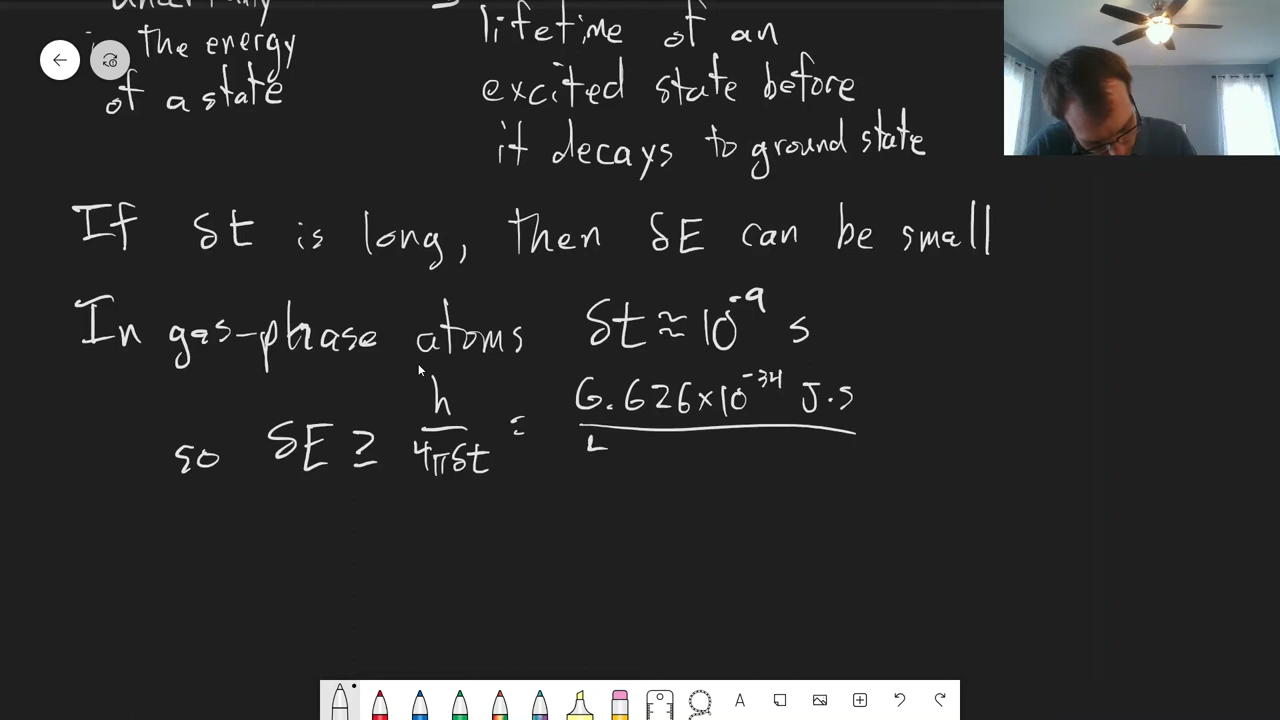 uncertainty
the energy
of a state
lifetime of an
excited state before
it decays to ground state
If δt is long, then δE can be small
In gas-phase atoms δt ≈ 10⁻⁹ s
so δE ≥ h / 4πδt = 6.626×10⁻³⁴ J·s
A